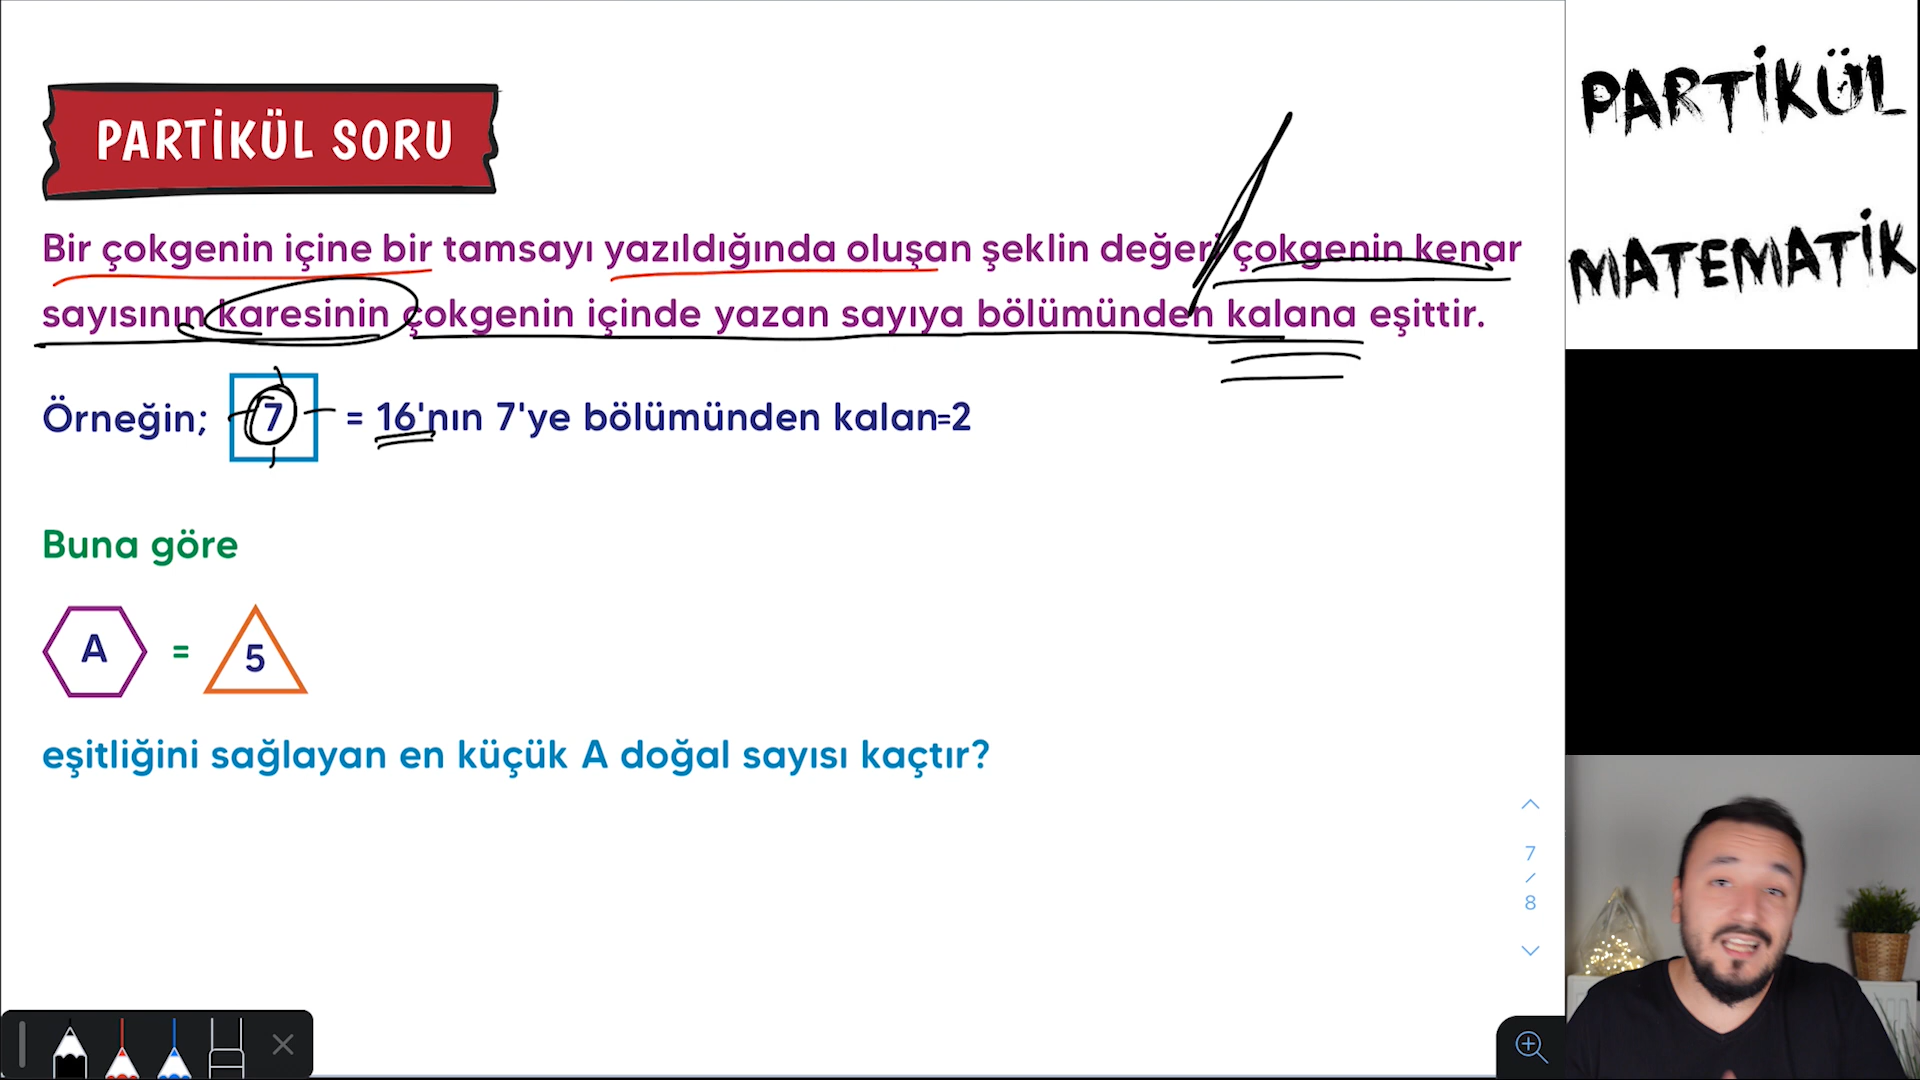 PARTİKÜL SORU
Bir çokgenin içine bir tamsayı yazıldığında oluşan şeklin değeri çokgenin kenar
sayısının karesinin çokgenin içinde yazan sayıya bölümünden kalana eşittir.
Örneğin; 7 = 16'nın 7'ye bölümünden kalan=2
Buna göre
A = 5
eşitliğini sağlayan en küçük A doğal sayısı kaçtır?
PARTİKÜL
MATEMATİK
7
/
8